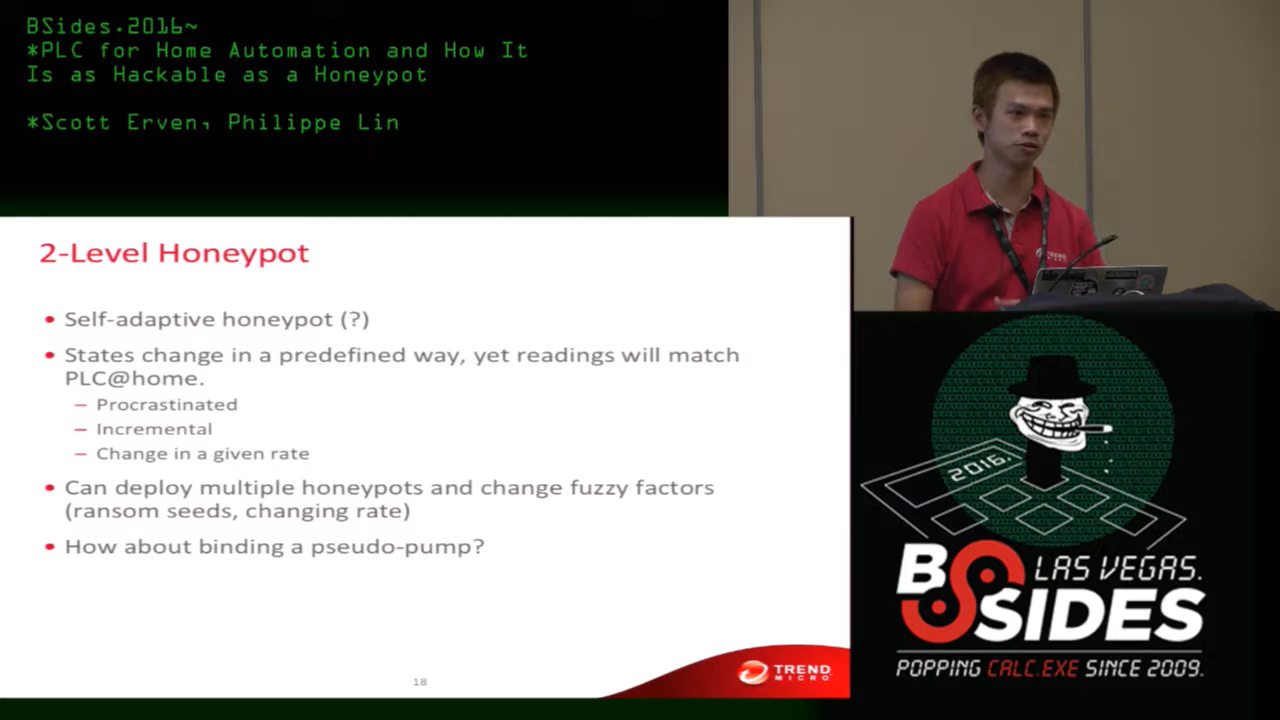 BSides.2016~
*PLC for Home Automation and How It
Is as Hackable as a Honeypot
*Scott Erven, Philippe Lin
2-Level Honeypot
• Self-adaptive honeypot (?)
• States change in a predefined way, yet readings will match
PLC@home.
– Procrastinated
– Incremental
– Change in a given rate
• Can deploy multiple honeypots and change fuzzy factors
(ransom seeds, changing rate)
• How about binding a pseudo-pump?
18
TREND
MICRO
TREND
2016.
BSIDES
LAS VEGAS.
POPPING CALC.EXE SINCE 2009.